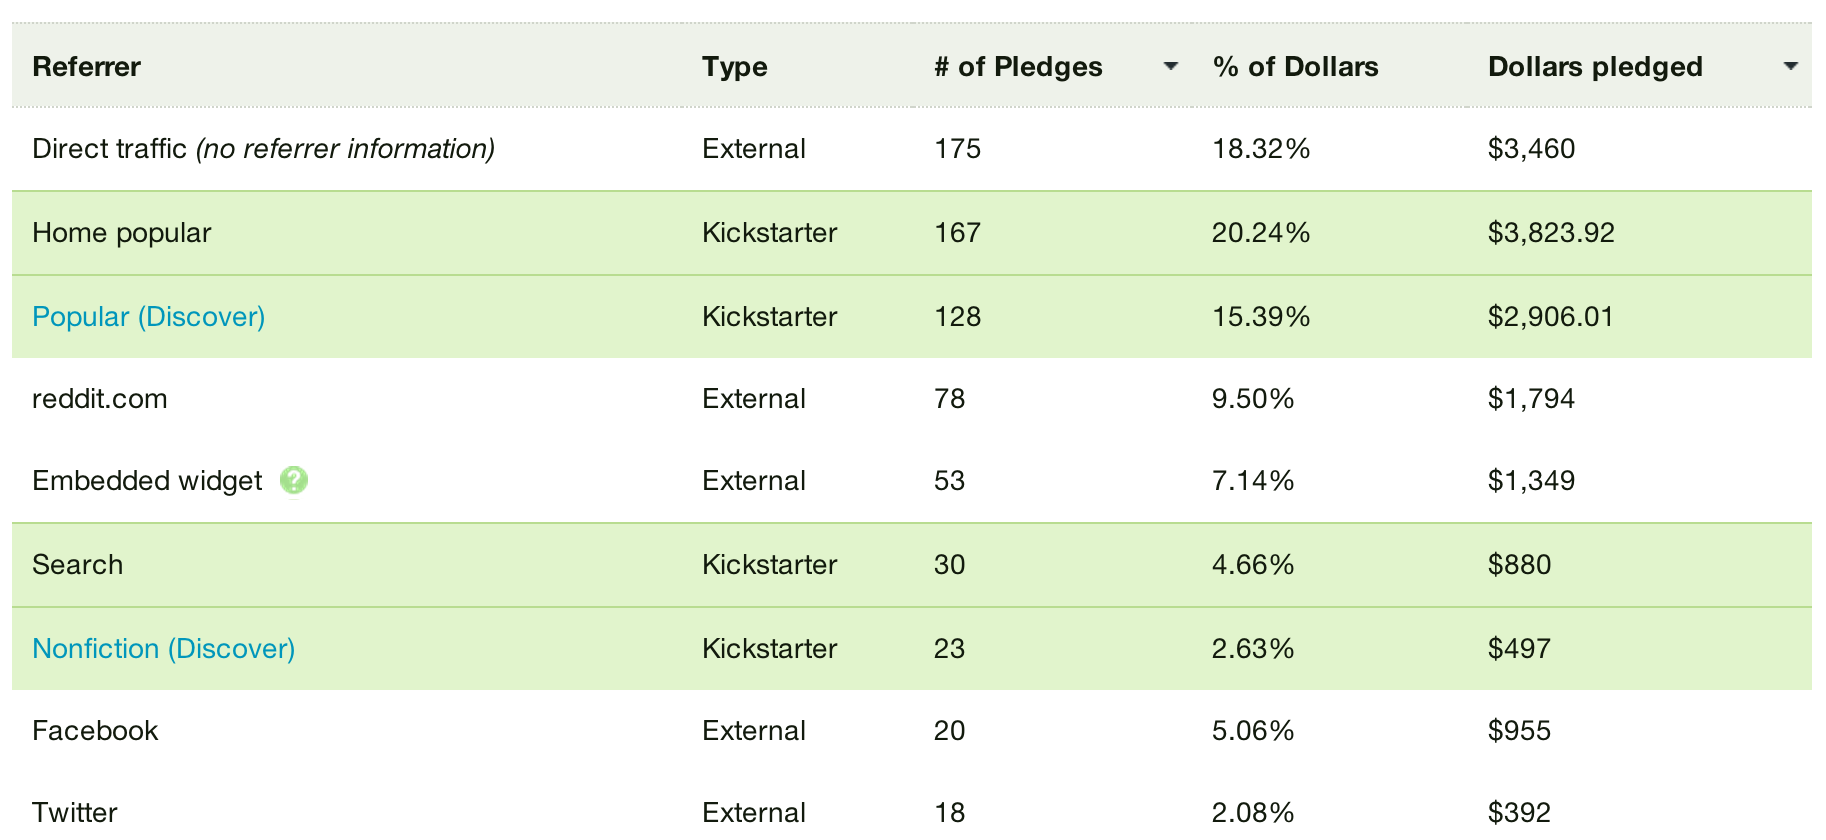 Referrer Type # of Pledges % of Dollars Dollars pledged
Direct traffic (no referrer information) External 175 18.32% $3,460
Home popular Kickstarter 167 20.24% $3,823.92
Popular (Discover) Kickstarter 128 15.39% $2,906.01
reddit.com External 78 9.50% $1,794
Embedded widget ? External 53 7.14% $1,349
Search Kickstarter 30 4.66% $880
Nonfiction (Discover) Kickstarter 23 2.63% $497
Facebook External 20 5.06% $955
Twitter External 18 2.08% $392